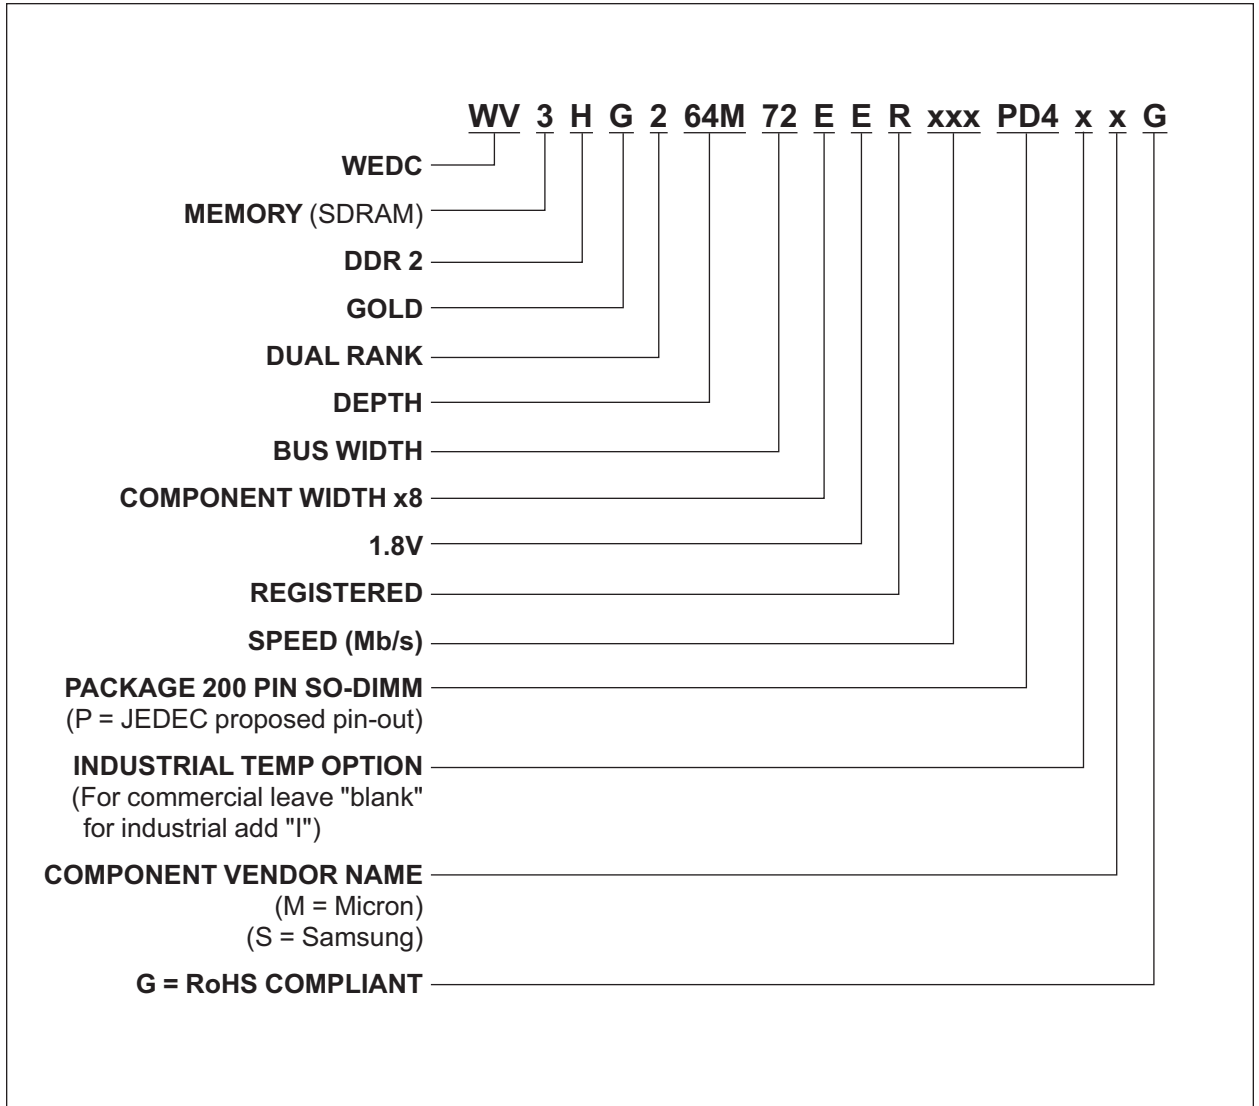 WV 3 H G 2 64M 72 E E R xxx PD4 x x G
WEDC
MEMORY (SDRAM)
DDR 2
GOLD
DUAL RANK
DEPTH
BUS WIDTH
COMPONENT WIDTH x8
1.8V
REGISTERED
SPEED (Mb/s)
PACKAGE 200 PIN SO-DIMM
(P = JEDEC proposed pin-out)
INDUSTRIAL TEMP OPTION
(For commercial leave "blank"
for industrial add "I")
COMPONENT VENDOR NAME
(M = Micron)
(S = Samsung)
G = RoHS COMPLIANT